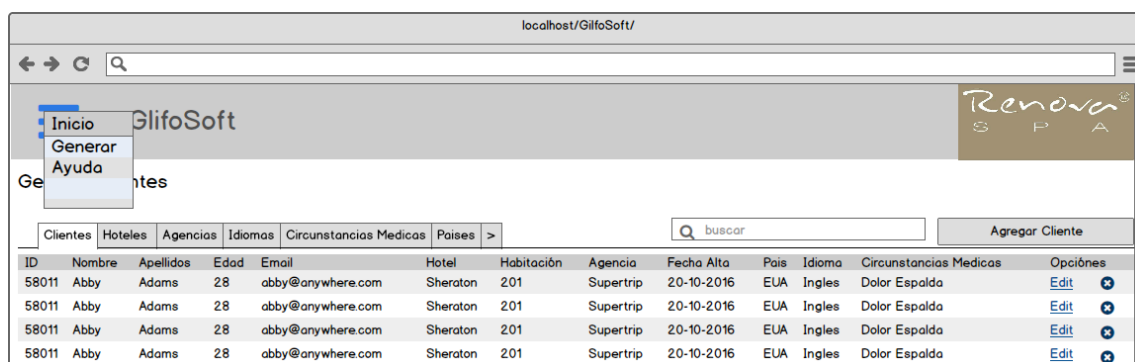 localhost/GilfoSoft/
Renova®
SPA
GlifoSoft
Inicio
Generar
Ayuda
Ge ntes
Clientes Hoteles Agencias Idiomas Circunstancias Medicas Paises >
buscar
Agregar Cliente
ID Nombre Apellidos Edad Email Hotel Habitación Agencia Fecha Alta Pais Idioma Circunstancias Medicas Opciónes
58011 Abby Adams 28 abby@anywhere.com Sheraton 201 Supertrip 20-10-2016 EUA Ingles Dolor Espalda Edit
58011 Abby Adams 28 abby@anywhere.com Sheraton 201 Supertrip 20-10-2016 EUA Ingles Dolor Espalda Edit
58011 Abby Adams 28 abby@anywhere.com Sheraton 201 Supertrip 20-10-2016 EUA Ingles Dolor Espalda Edit
58011 Abby Adams 28 abby@anywhere.com Sheraton 201 Supertrip 20-10-2016 EUA Ingles Dolor Espalda Edit